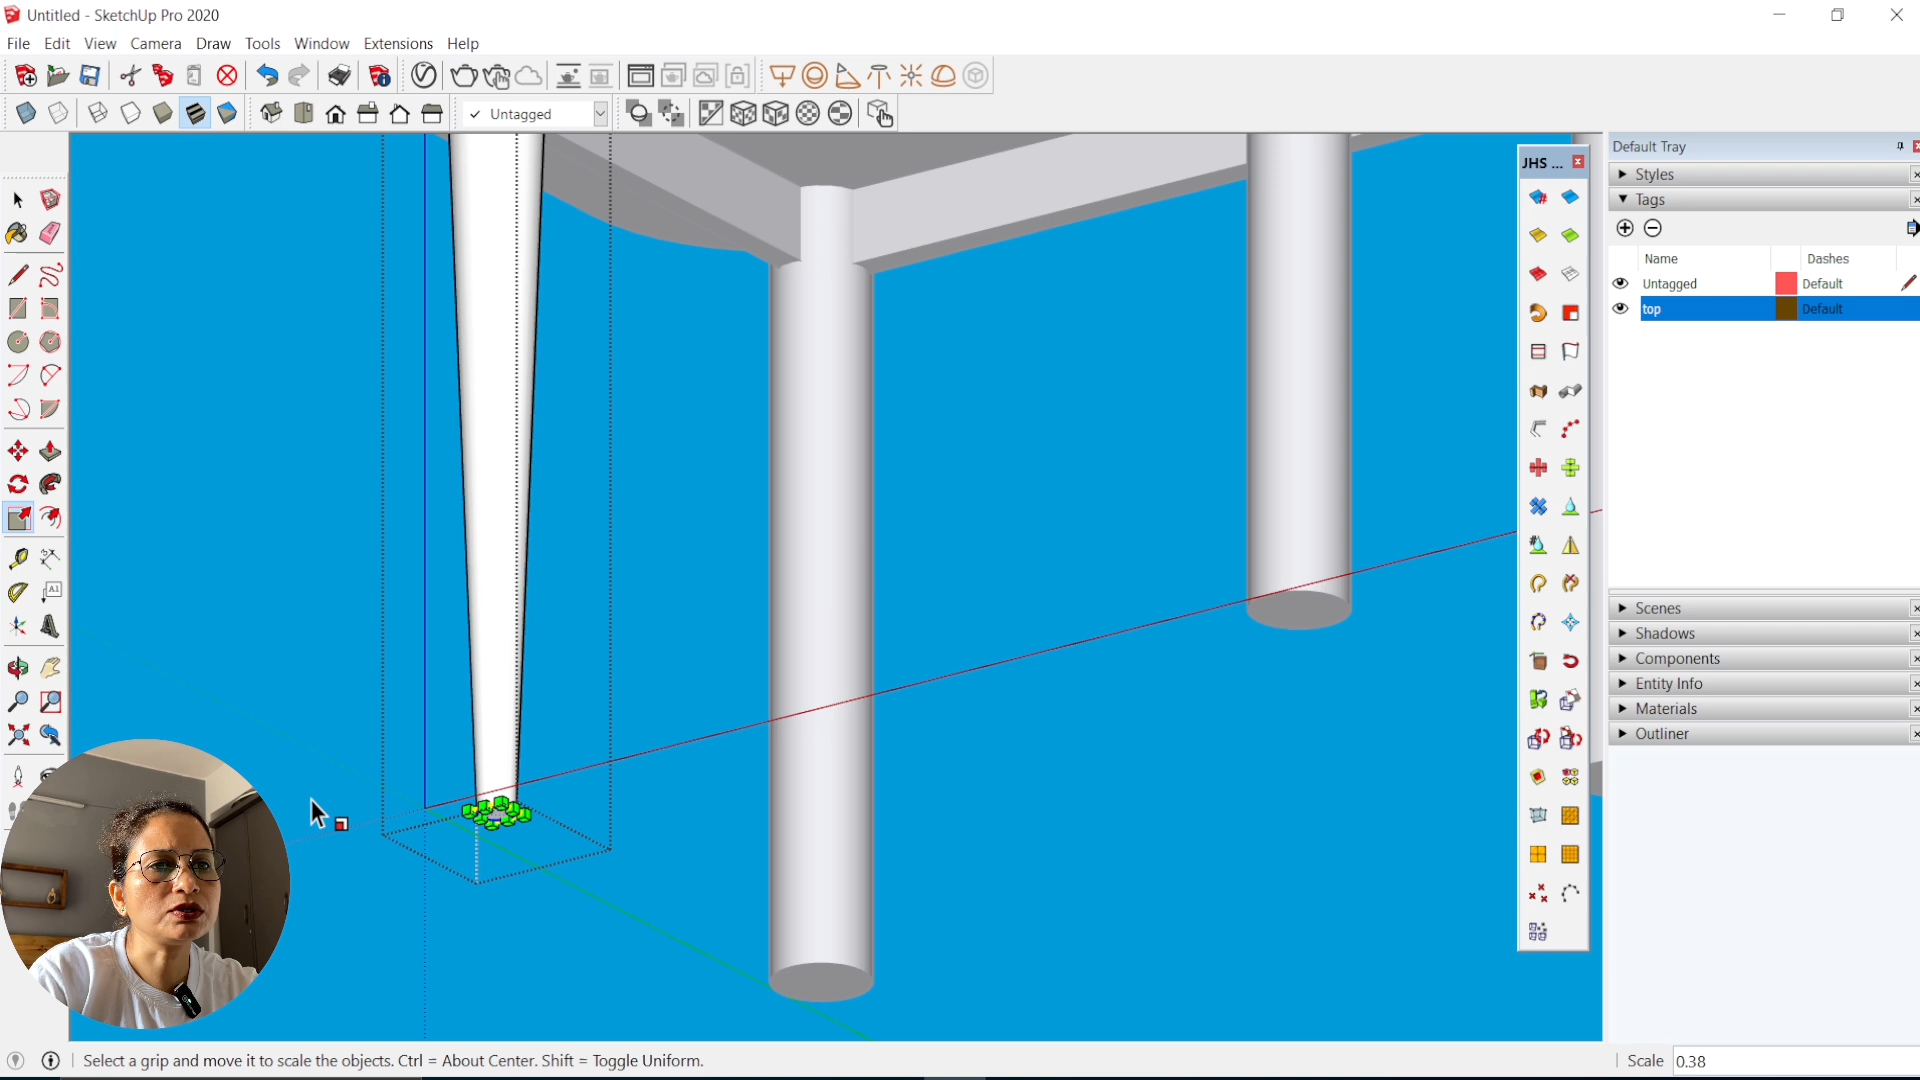 Untitled - SketchUp Pro 2020
File Edit View Camera Draw Tools Window Extensions Help
✓ Untagged
JHS ...
Default Tray
Styles
Tags
Name Dashes
Untagged Default
top Default
Scenes
Shadows
Components
Entity Info
Materials
Outliner
A1
Select a grip and move it to scale the objects. Ctrl = About Center. Shift = Toggle Uniform.
Scale 0.38